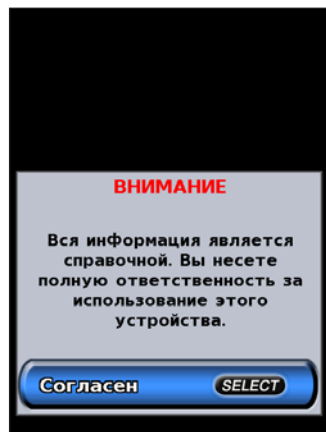 ВНИМАНИЕ
Вся информация является
справочной. Вы несете
полную ответственность за
использование этого
устройства.
Согласен SELECT